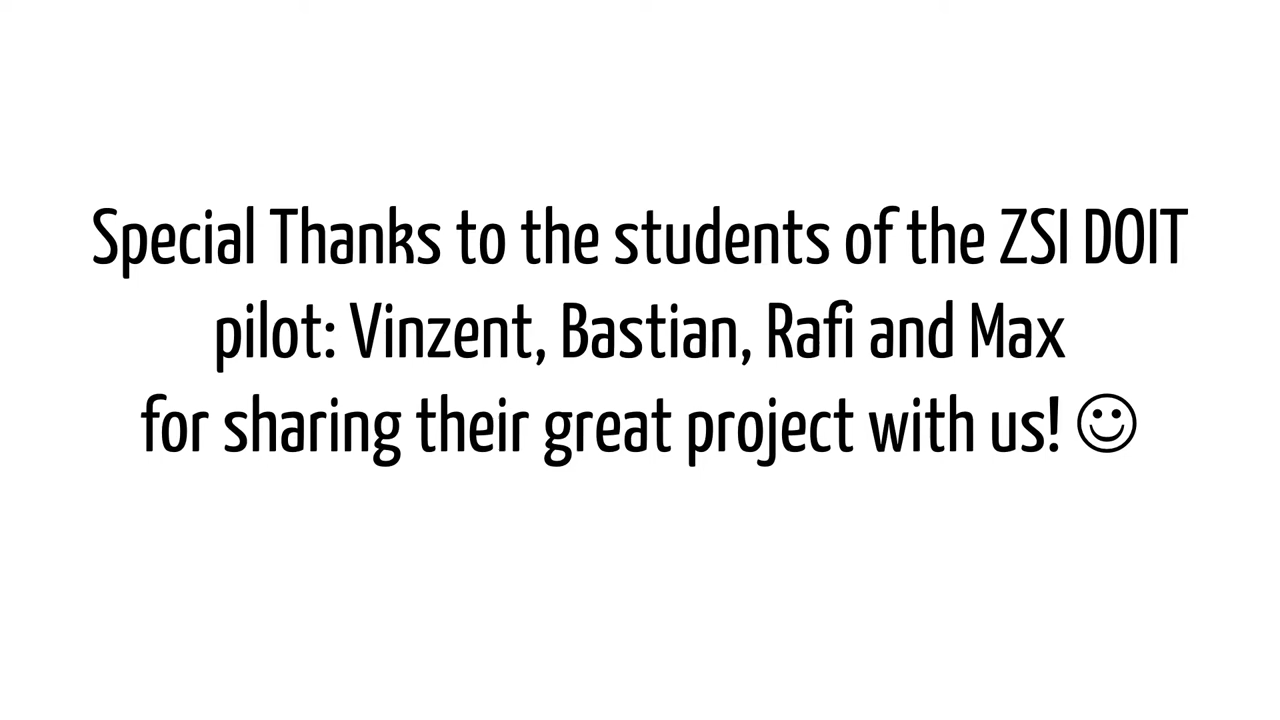 Special Thanks to the students of the ZSI DOIT
pilot: Vinzent, Bastian, Rafi and Max
for sharing their great project with us! ☺